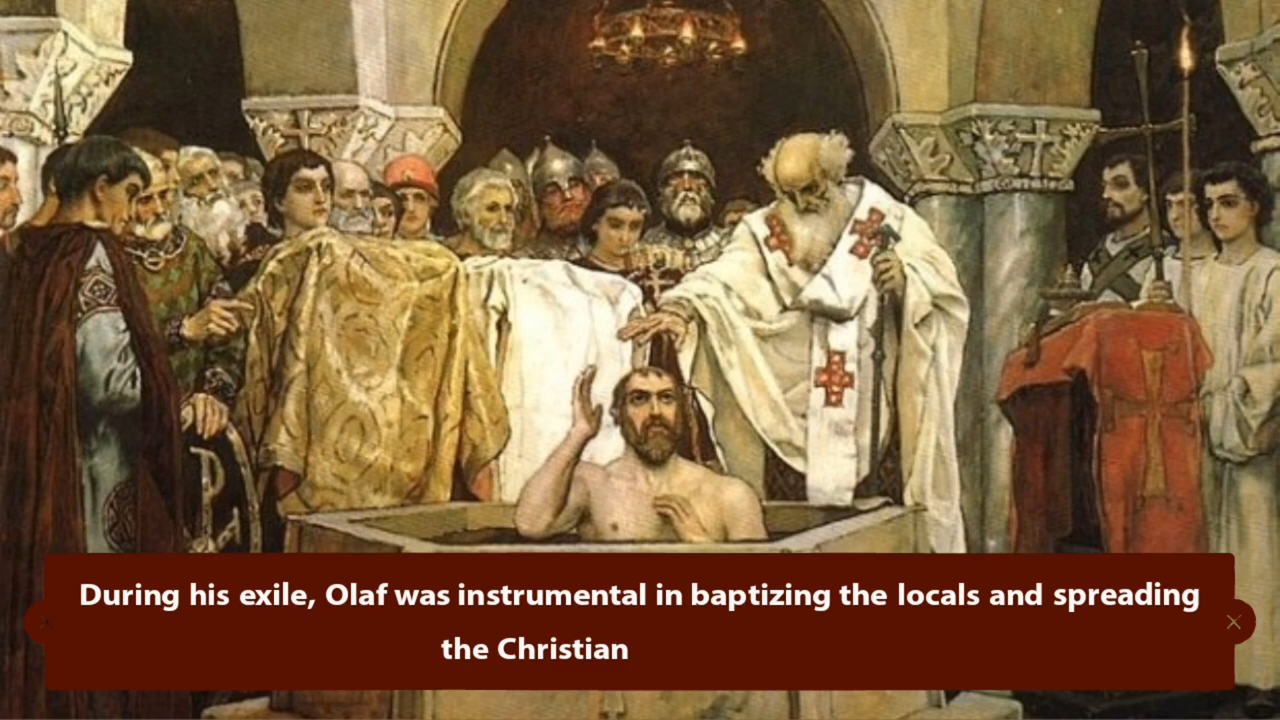 During his exile, Olaf was instrumental in baptizing the locals and spreading
the Christian